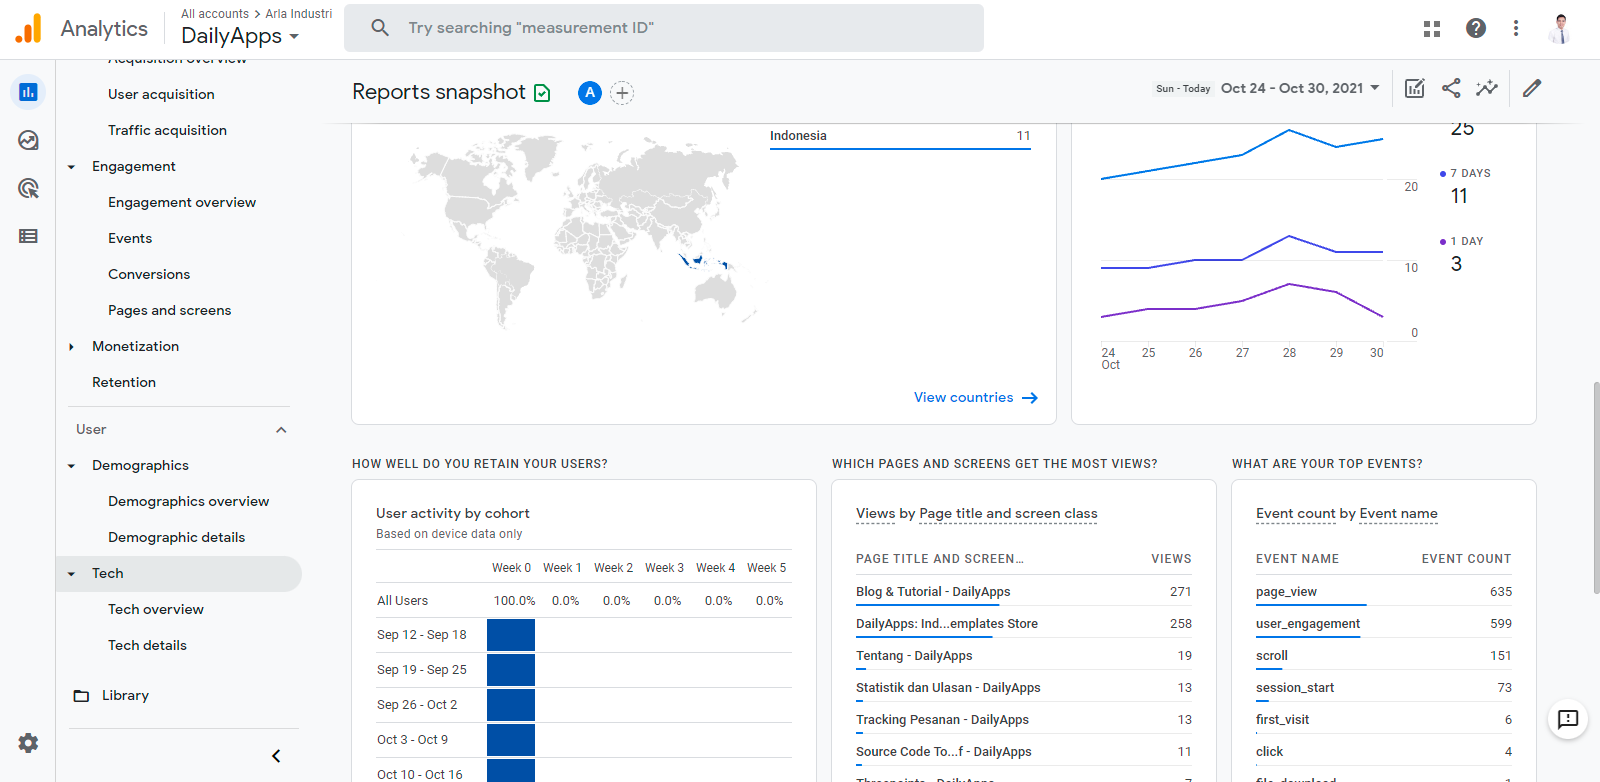 Analytics
All accounts > Arla Industri
DailyApps
Try searching "measurement ID"
Acquisition overview
User acquisition
Traffic acquisition
Engagement
Engagement overview
Events
Conversions
Pages and screens
Monetization
Retention
User
Demographics
Demographics overview
Demographic details
Tech
Tech overview
Tech details
Library
Reports snapshot
A
Sun - Today Oct 24 - Oct 30, 2021
Indonesia 11
View countries
25
7 DAYS
11
1 DAY
3
20
10
0
24 25 26 27 28 29 30
Oct
HOW WELL DO YOU RETAIN YOUR USERS?
User activity by cohort
Based on device data only
Week 0 Week 1 Week 2 Week 3 Week 4 Week 5
All Users 100.0% 0.0% 0.0% 0.0% 0.0% 0.0%
Sep 12 - Sep 18
Sep 19 - Sep 25
Sep 26 - Oct 2
Oct 3 - Oct 9
Oct 10 - Oct 16
WHICH PAGES AND SCREENS GET THE MOST VIEWS?
Views by Page title and screen class
PAGE TITLE AND SCREEN... VIEWS
Blog & Tutorial - DailyApps 271
DailyApps: Ind...emplates Store 258
Tentang - DailyApps 19
Statistik dan Ulasan - DailyApps 13
Tracking Pesanan - DailyApps 13
Source Code To...f - DailyApps 11
WHAT ARE YOUR TOP EVENTS?
Event count by Event name
EVENT NAME EVENT COUNT
page_view 635
user_engagement 599
scroll 151
session_start 73
first_visit 6
click 4
file_download 1